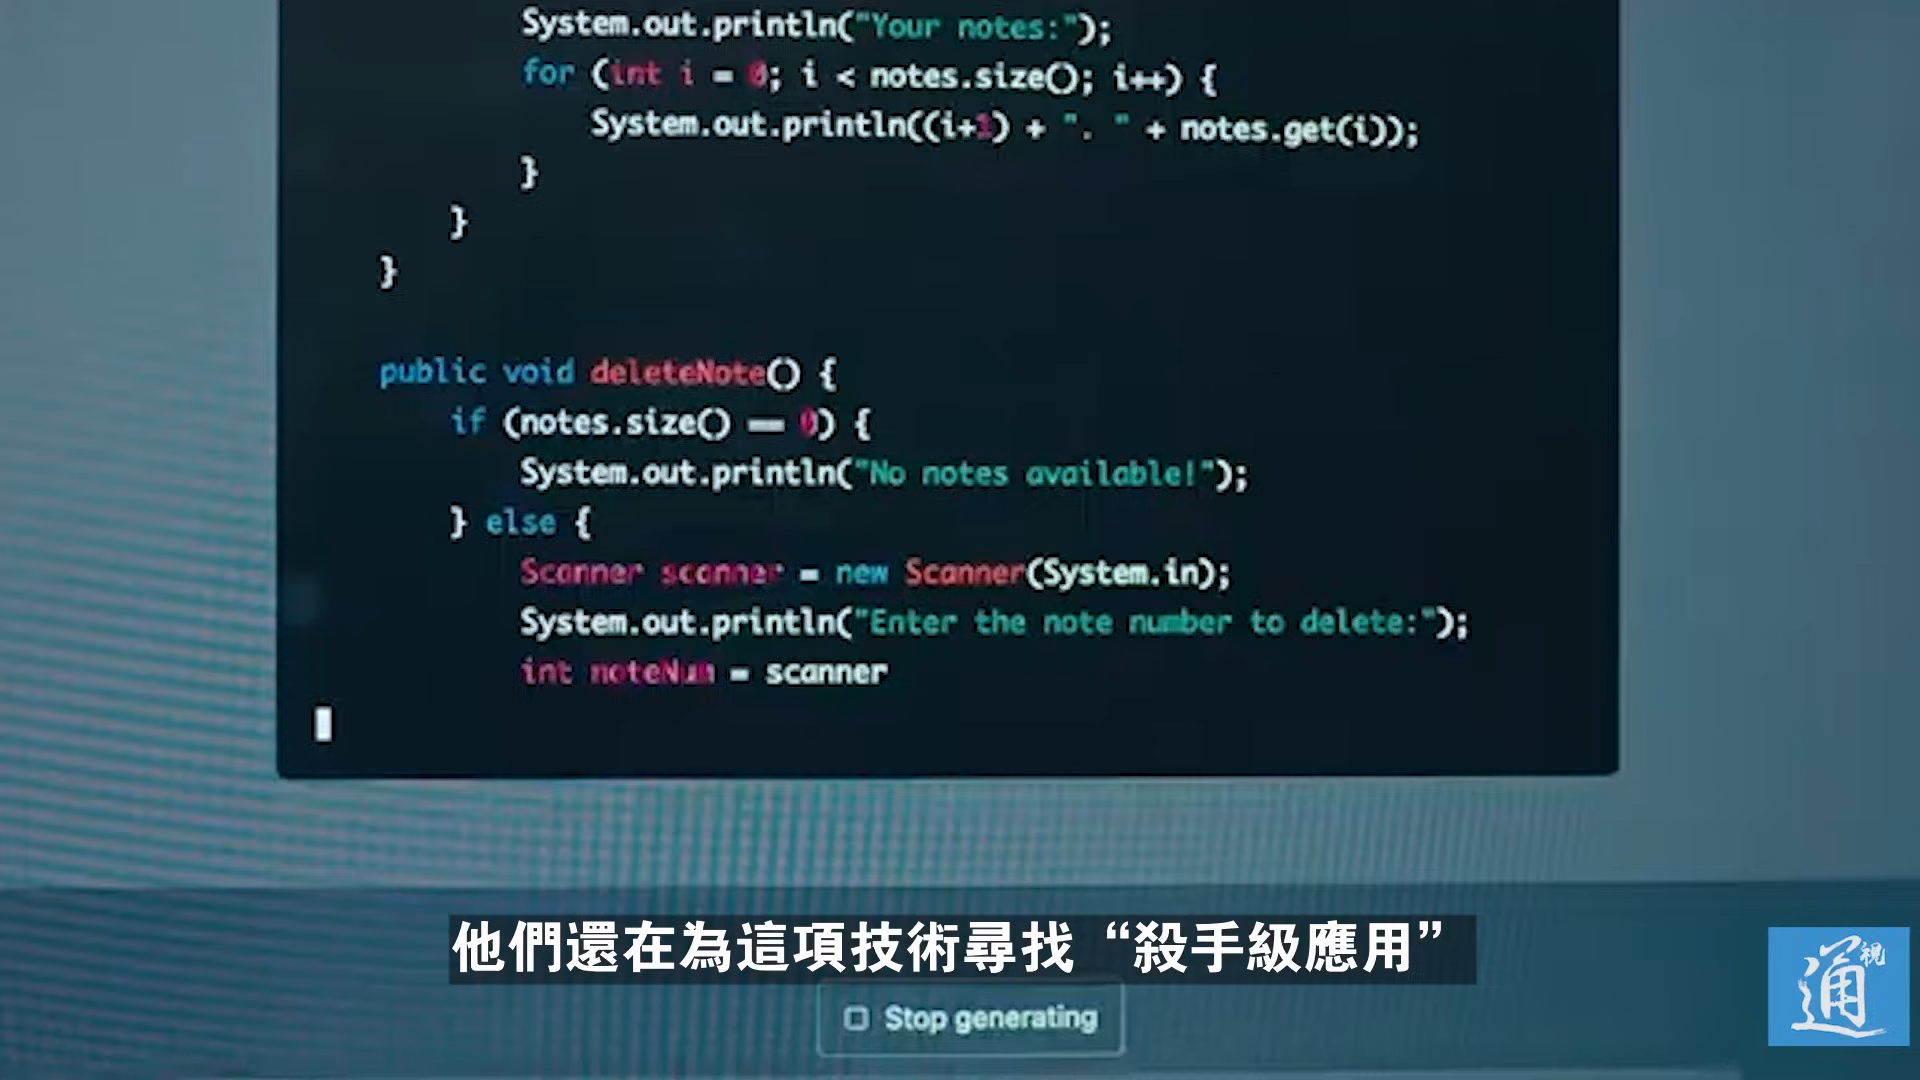 System.out.println("Your notes:");
for (int i = 0; i < notes.size(); i++) {
System.out.println((i+1) + ". " + notes.get(i));
}
}
}
public void deleteNote() {
if (notes.size() == 0) {
System.out.println("No notes available!");
} else {
Scanner scanner = new Scanner(System.in);
System.out.println("Enter the note number to delete:");
int noteNum = scanner
他們還在為這項技術尋找“殺手級應用”
Stop generating
通視